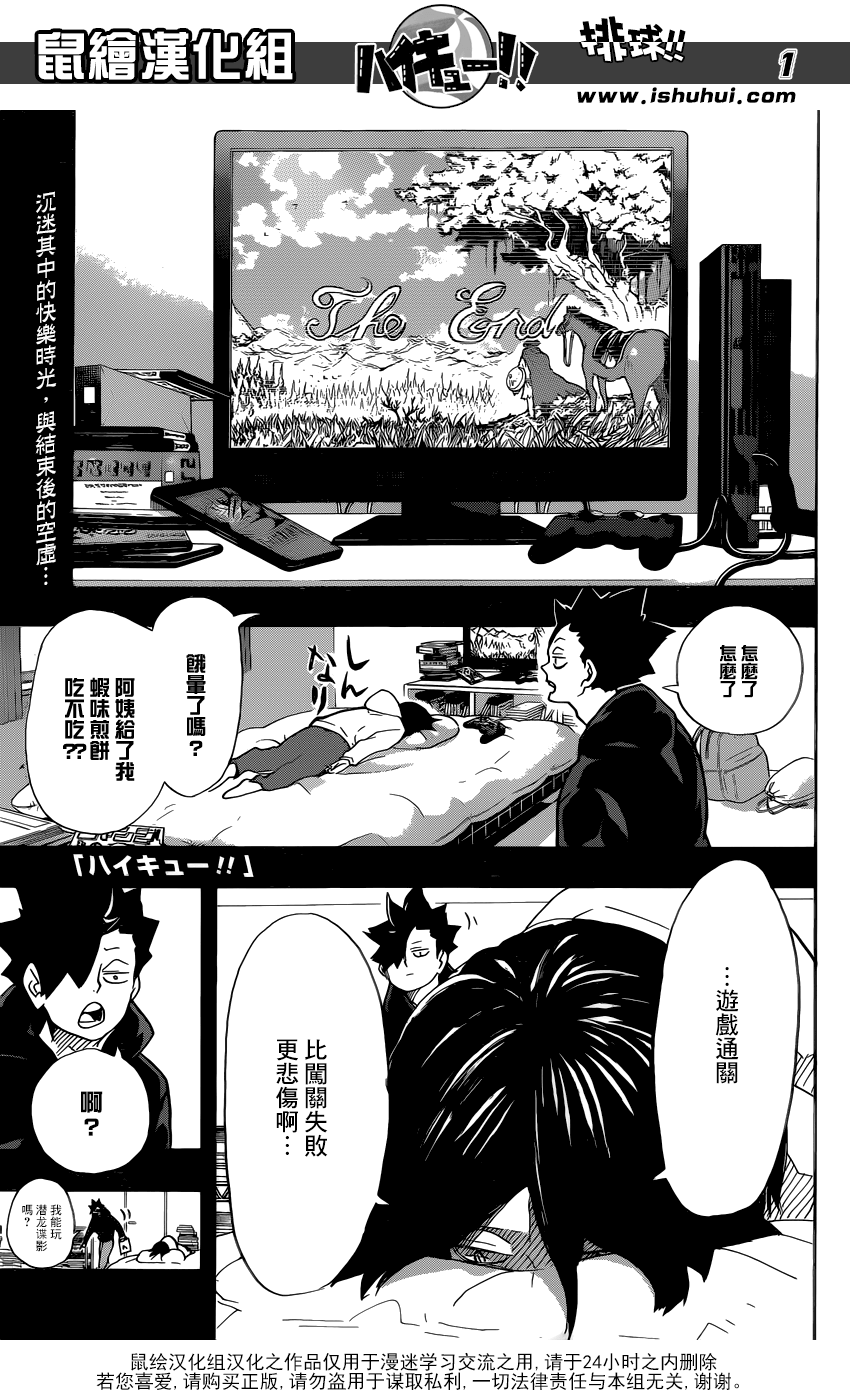 鼠繪漢化組
ハイキュー!!
排球!!
1
www.ishuhui.com
沉迷其中的快樂時光，與結束後的空虛…
The End
怎麼了
怎麼了
餓暈了嗎？
阿姨給了我
蝦味煎餅
吃不吃??
しんなり
「ハイキュー!!」
…遊戲通關
比闖關失敗
更悲傷啊…
啊？
我能玩
潜龙谍影
嗎？
鼠绘汉化组汉化之作品仅用于漫迷学习交流之用, 请于24小时之内删除
若您喜爱, 请购买正版, 请勿盗用于谋取私利, 一切法律责任与本组无关, 谢谢。